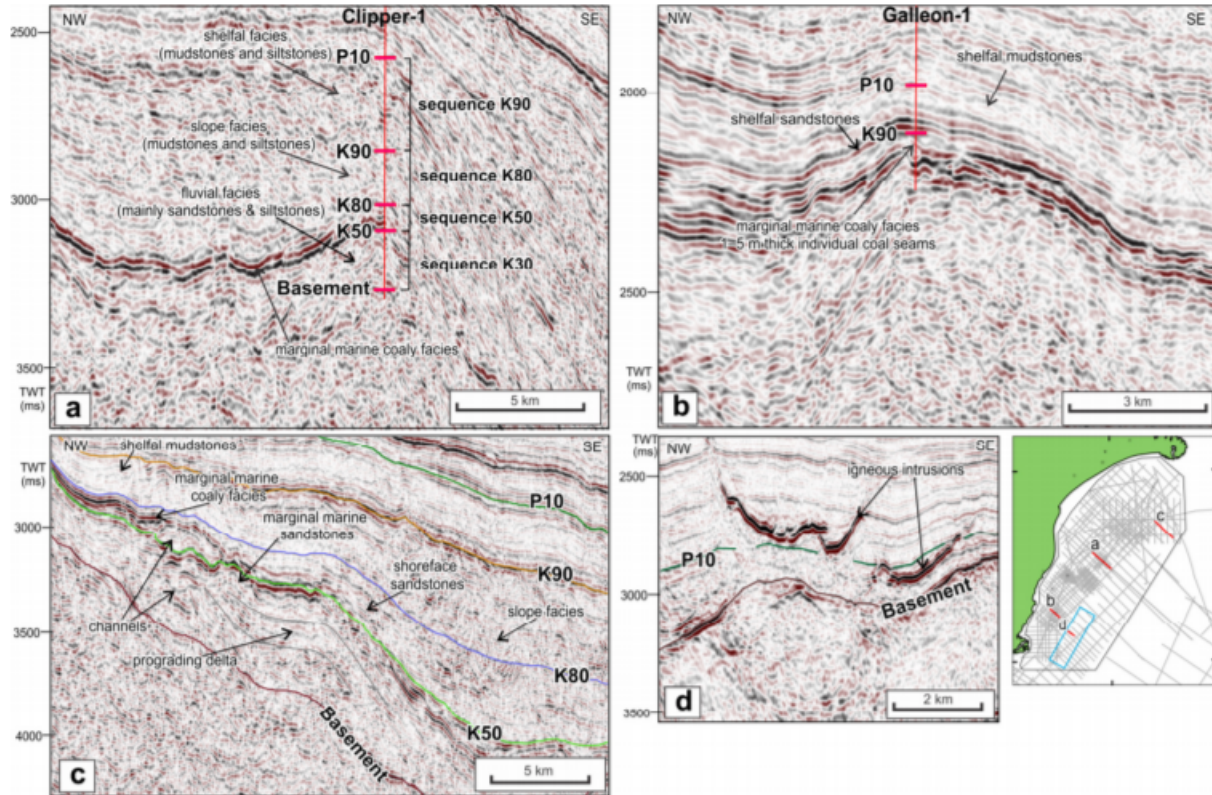 Clipper-1
NW
SE
2500
shelfal facies
(mudstones and siltstones)
P10
sequence K90
slope facies
(mudstones and siltstones)
K90
sequence K80
fluvial facies
(mainly sandstones & siltstones)
3000
K80
sequence K50
K50
sequence K30
Basement
marginal marine coaly facies
3500
TWT
(ms)
a
5 km
NW
Galleon-1
SE
shelfal mudstones
2000
P10
shelfal sandstones
K90
marginal marine coaly facies
1-5 m thick individual coal seams
2500
TWT
(ms)
b
3 km
TWT
(ms)
NW
SE
shelfal mudstones
marginal marine
coaly facies
P10
3000
marginal marine
sandstones
K90
shoreface
sandstones
slope facies
channels
3500
prograding delta
K80
Basement
K50
4000
c
5 km
TWT
(ms)
NW
SE
2500
igneous intrusions
P10
3000
Basement
d
2 km
3500
c
a
b
d